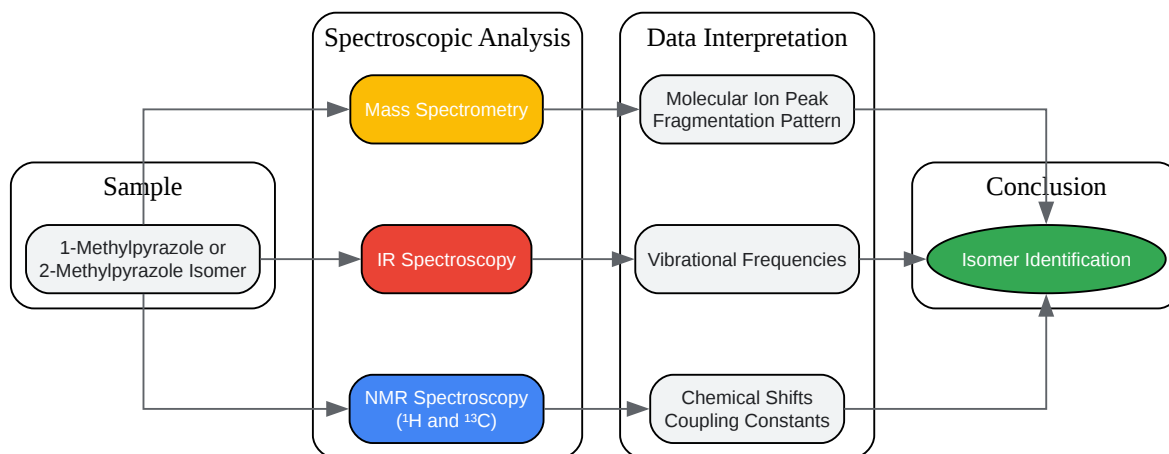 Spectroscopic Analysis
Data Interpretation
Mass Spectrometry
Molecular Ion Peak
Fragmentation Pattern
Sample
Conclusion
1-Methylpyrazole or
2-Methylpyrazole Isomer
IR Spectroscopy
Vibrational Frequencies
Isomer Identification
NMR Spectroscopy
(¹H and ¹³C)
Chemical Shifts
Coupling Constants